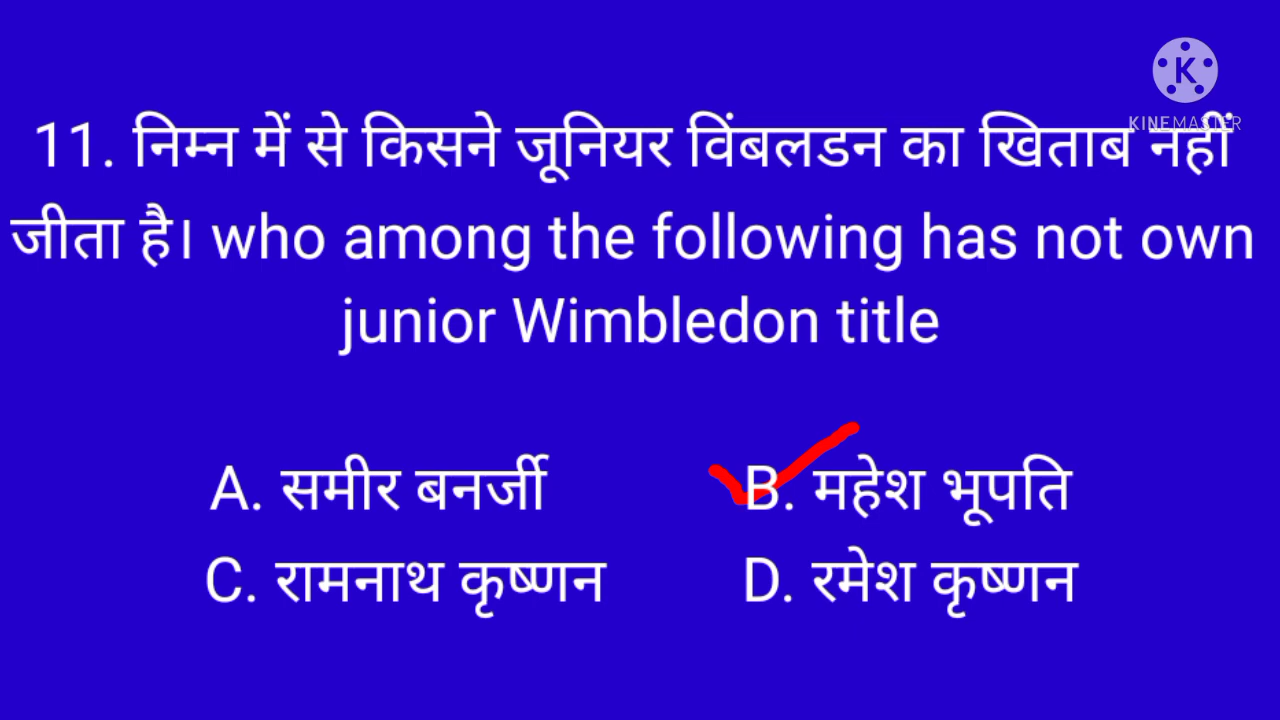 KINEMASTER
11. निम्न में से किसने जूनियर विंबलडन का खिताब नहीं
जीता है। who among the following has not own
junior Wimbledon title
A. समीर बनर्जी B. महेश भूपति
C. रामनाथ कृष्णन D. रमेश कृष्णन